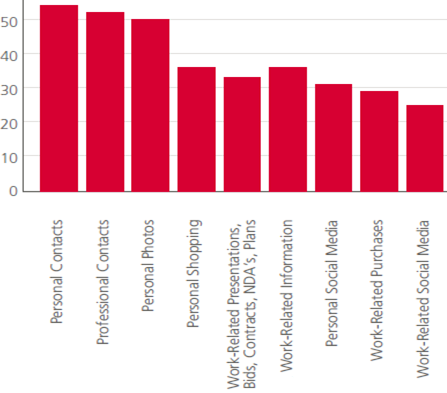 50
40
30
20
10
0
Personal Contacts
Professional Contacts
Personal Photos
Personal Shopping
Work-Related Presentations,
Bids, Contracts, NDA's, Plans
Work-Related Information
Personal Social Media
Work-Related Purchases
Work-Related Social Media